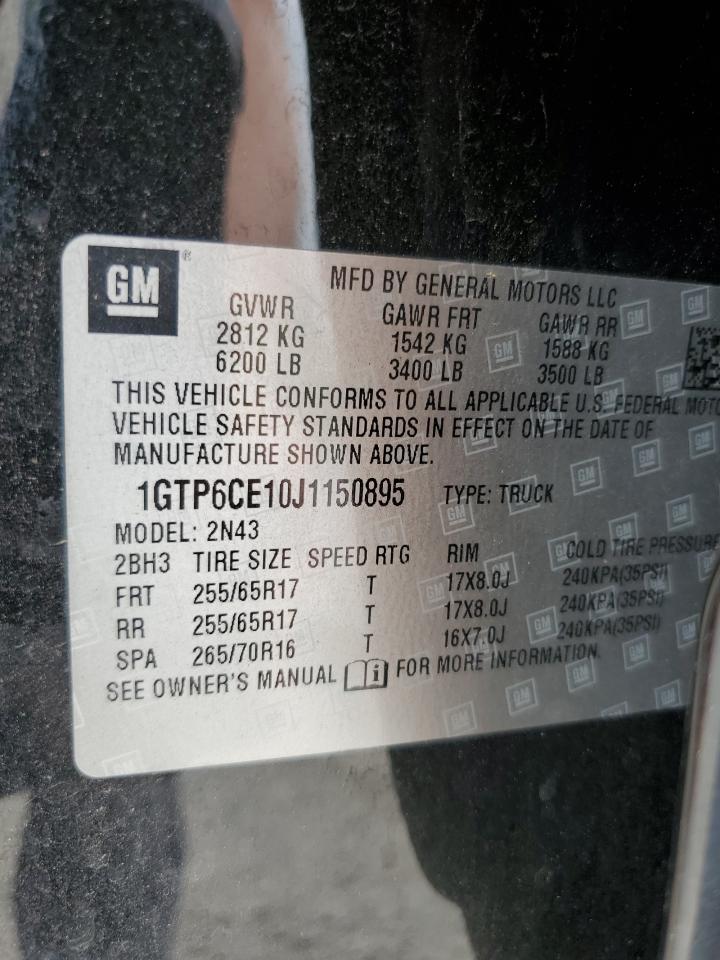 GM ®
MFD BY GENERAL MOTORS LLC
GVWR GAWR FRT GAWR RR
2812 KG 1542 KG 1588 KG
6200 LB 3400 LB 3500 LB
THIS VEHICLE CONFORMS TO ALL APPLICABLE U.S. FEDERAL MOTO
VEHICLE SAFETY STANDARDS IN EFFECT ON THE DATE OF
MANUFACTURE SHOWN ABOVE.
1GTP6CE10J1150895 TYPE: TRUCK
MODEL: 2N43
2BH3 TIRE SIZE SPEED RTG RIM COLD TIRE PRESSURE
FRT 255/65R17 T 17X8.0J 240KPA(35PSI)
RR 255/65R17 T 17X8.0J 240KPA(35PSI)
SPA 265/70R16 T 16X7.0J 240KPA(35PSI)
SEE OWNER'S MANUAL i FOR MORE INFORMATION.